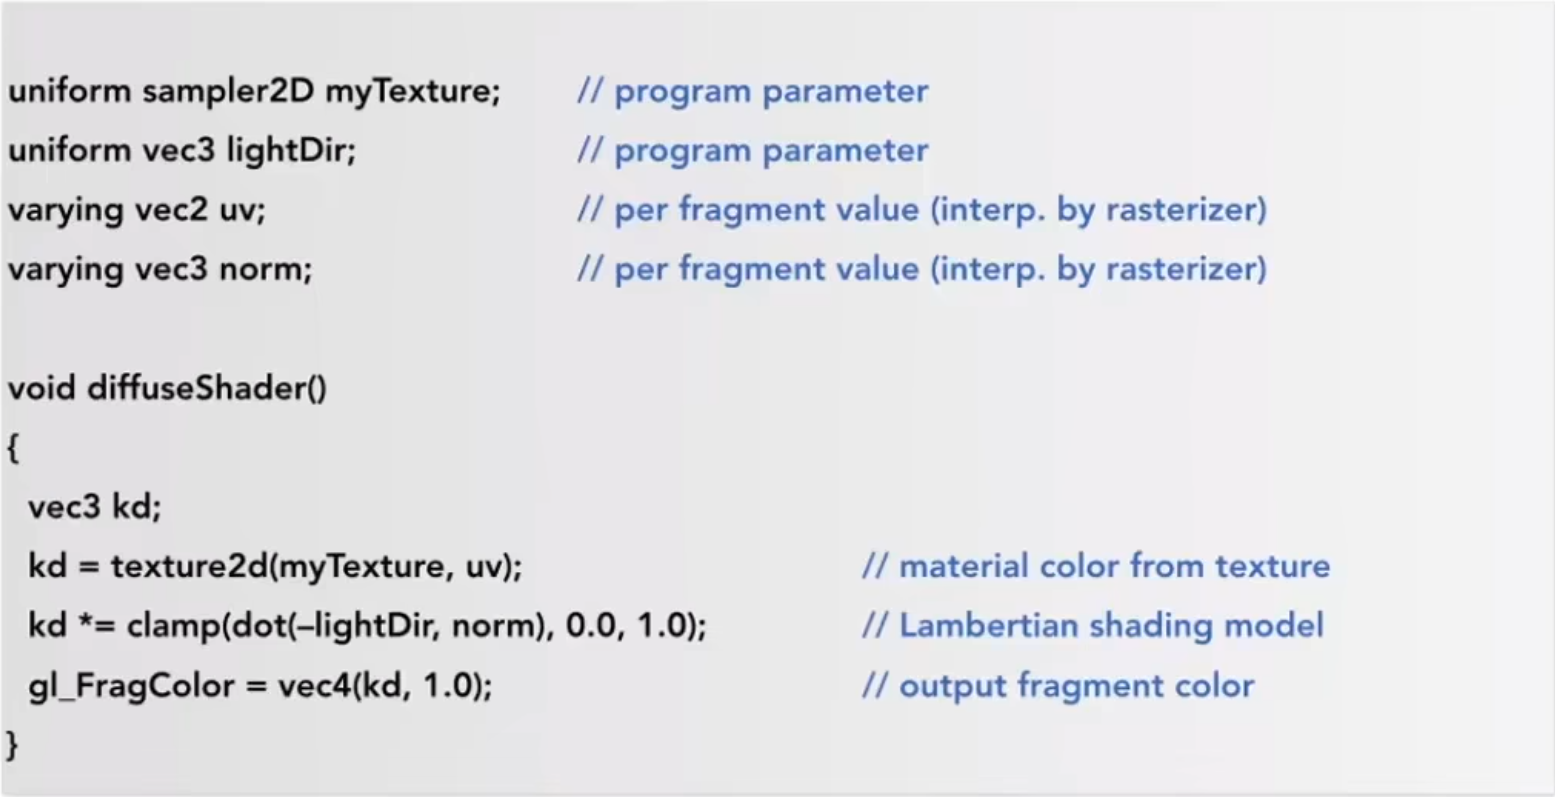 uniform sampler2D myTexture; // program parameter
uniform vec3 lightDir; // program parameter
varying vec2 uv; // per fragment value (interp. by rasterizer)
varying vec3 norm; // per fragment value (interp. by rasterizer)
void diffuseShader()
{
vec3 kd;
kd = texture2d(myTexture, uv); // material color from texture
kd *= clamp(dot(–lightDir, norm), 0.0, 1.0); // Lambertian shading model
gl_FragColor = vec4(kd, 1.0); // output fragment color
}